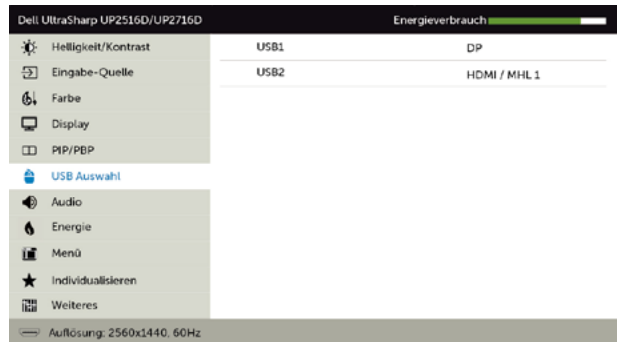 Dell UltraSharp UP2516D/UP2716D Energieverbrauch
Helligkeit/Kontrast USB1 DP
Eingabe-Quelle USB2 HDMI / MHL 1
Farbe
Display
PIP/PBP
USB Auswahl
Audio
Energie
Menü
Individualisieren
Weiteres
Auflösung: 2560x1440, 60Hz